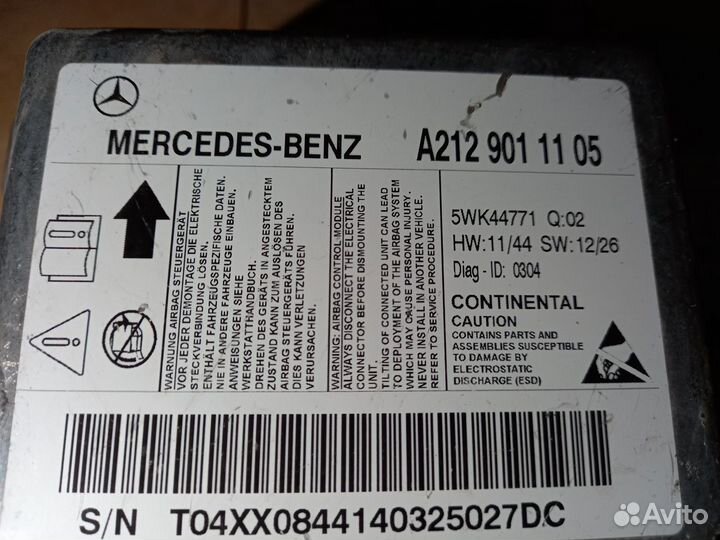 MERCEDES-BENZ
A212 901 11 05
5WK44771 Q:02
HW:11/44 SW:12/26
Diag - ID: 0304
CONTINENTAL
CAUTION
CONTAINS PARTS AND
ASSEMBLIES SUSCEPTIBLE
TO DAMAGE BY
ELECTROSTATIC
DISCHARGE (ESD)
WARNUNG AIRBAG STEUERGERÄT
VOR JEDER DEMONTAGE DIE ELEKTRISCHE
STECKVERBINDUNG LÖSEN.
ENTHÄLT FAHRZEUGSPEZIFISCHE DATEN.
NIE IN ANDERE FAHRZEUGE EINBAUEN.
ANWEISUNGEN SIEHE
WERKSTATTHANDBUCH.
DREHEN DES GERÄTS IN ANGESTECKTEM
ZUSTAND KANN ZUM AUSLÖSEN DES
AIRBAG STEUERGERÄTS FÜHREN.
DIES KANN VERLETZUNGEN
VERURSACHEN.
WARNING: AIRBAG CONTROL MODULE
ALWAYS DISCONNECT THE ELECTRICAL
CONNECTOR BEFORE DISMOUNTING THE
UNIT.
TILTING OF CONNECTED UNIT CAN LEAD
TO DEPLOYMENT OF THE AIRBAG SYSTEM
WHICH MAY CAUSE PERSONAL INJURY.
NEVER INSTALL IN ANOTHER VEHICLE.
REFER TO SERVICE PROCEDURE.
S/N T04XX0844140325027DC
Avito